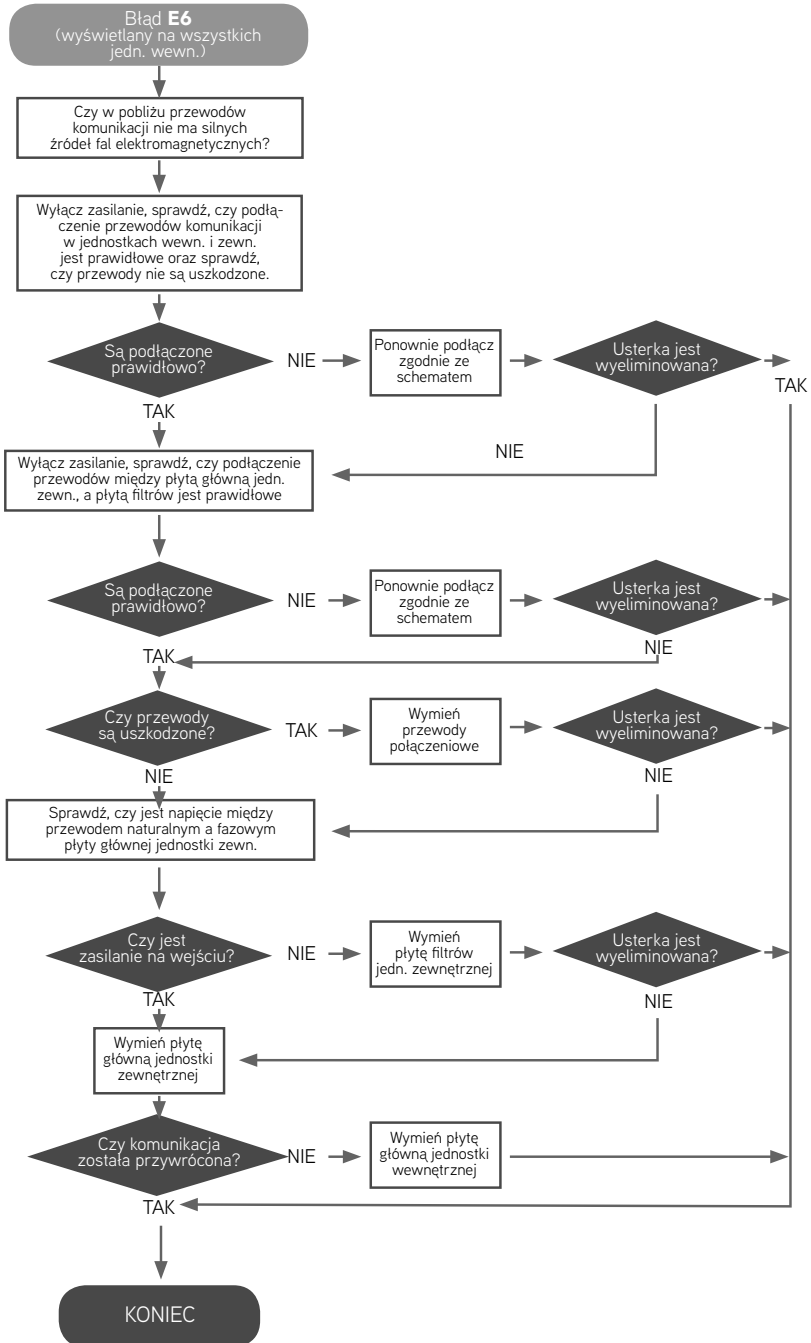 Błąd E6
(wyświetlany na wszystkich
jedn. wewn.)
Czy w pobliżu przewodów
komunikacji nie ma silnych
źródeł fal elektromagnetycznych?
Wyłącz zasilanie, sprawdź, czy podłą-
czenie przewodów komunikacji
w jednostkach wewn. i zewn.
jest prawidłowe oraz sprawdź,
czy przewody nie są uszkodzone.
Są podłączone
prawidłowo?
NIE
Ponownie podłącz
zgodnie ze
schematem
Usterka jest
wyeliminowana?
TAK
TAK
NIE
Wyłącz zasilanie, sprawdź, czy podłączenie
przewodów między płytą główną jedn.
zewn., a płytą filtrów jest prawidłowe
Są podłączone
prawidłowo?
NIE
Ponownie podłącz
zgodnie ze
schematem
Usterka jest
wyeliminowana?
TAK
NIE
Czy przewody
są uszkodzone?
TAK
Wymień
przewody
połączeniowe
Usterka jest
wyeliminowana?
NIE
NIE
Sprawdź, czy jest napięcie między
przewodem naturalnym a fazowym
płyty głównej jednostki zewn.
Czy jest
zasilanie na wejściu?
NIE
Wymień
płytę filtrów
jedn. zewnętrznej
Usterka jest
wyeliminowana?
TAK
NIE
Wymień płytę
główną jednostki
zewnętrznej
Czy komunikacja
została przywrócona?
NIE
Wymień płytę
główną jednostki
wewnętrznej
TAK
KONIEC